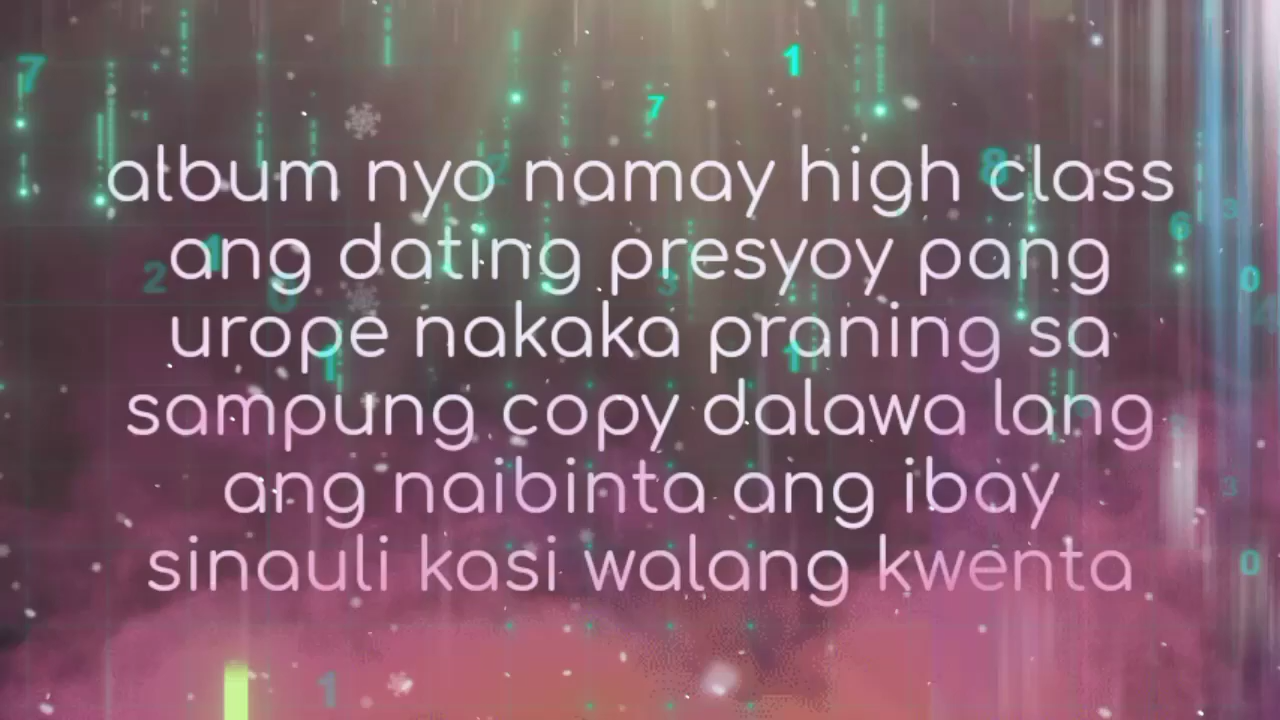 album nyo namay high class
ang dating presyoy pang
urope nakaka praning sa
sampung copy dalawa lang
ang naibinta ang ibay
sinauli kasi walang kwenta